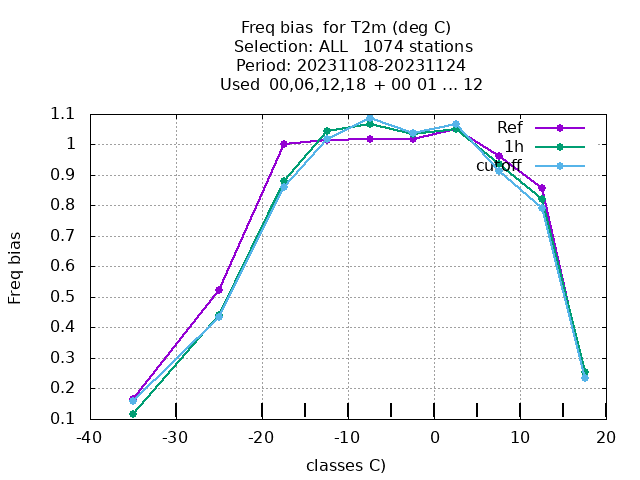 Freq bias for T2m (deg C)
Selection: ALL 1074 stations
Period: 20231108-20231124
Used 00,06,12,18 + 00 01 ... 12
Ref
1h
cutoff
Freq bias
1.1
1
0.9
0.8
0.7
0.6
0.5
0.4
0.3
0.2
0.1
-40 -30 -20 -10 0 10 20
classes C)